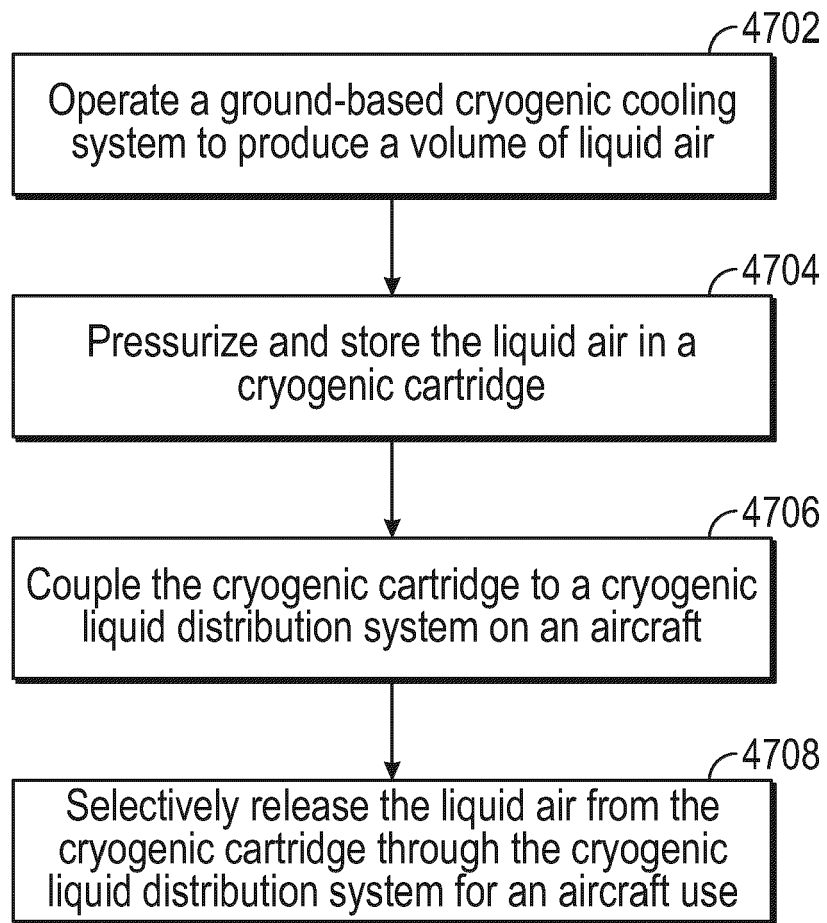 4702
Operate a ground-based cryogenic cooling
system to produce a volume of liquid air
4704
Pressurize and store the liquid air in a
cryogenic cartridge
4706
Couple the cryogenic cartridge to a cryogenic
liquid distribution system on an aircraft
4708
Selectively release the liquid air from the
cryogenic cartridge through the cryogenic
liquid distribution system for an aircraft use